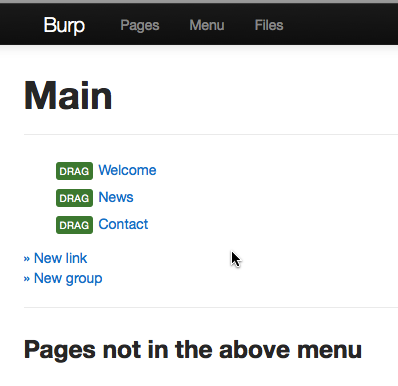 Burp Pages Menu Files
Main
DRAG Welcome
DRAG News
DRAG Contact
» New link
» New group
Pages not in the above menu